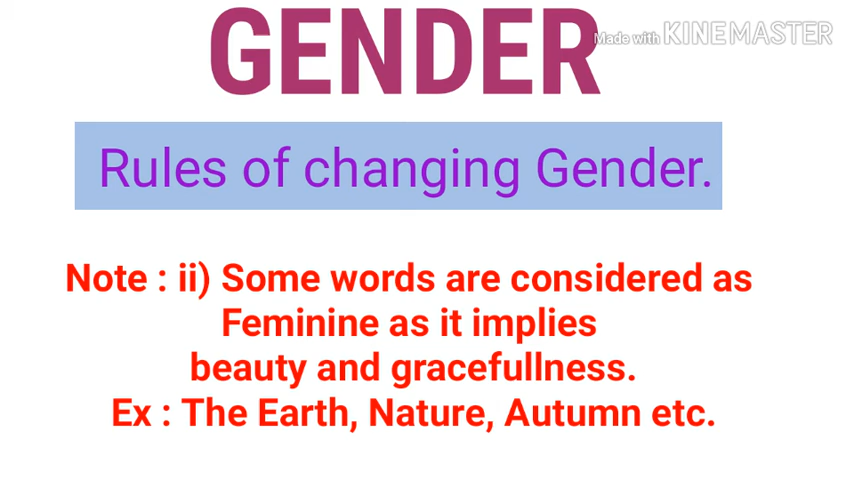 GENDER
Made with KINEMASTER
Rules of changing Gender.
Note : ii) Some words are considered as
Feminine as it implies
beauty and gracefullness.
Ex : The Earth, Nature, Autumn etc.